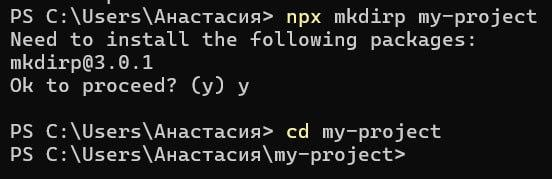 PS C:\Users\Анастасия> npx mkdirp my-project
Need to install the following packages:
mkdirp@3.0.1
Ok to proceed? (y) y
PS C:\Users\Анастасия> cd my-project
PS C:\Users\Анастасия\my-project>